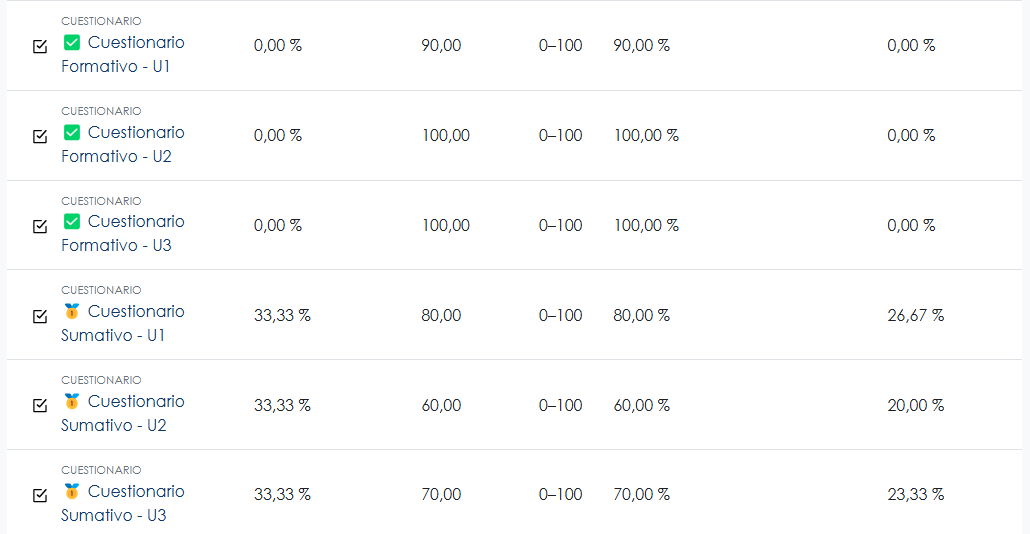 CUESTIONARIO
✅ Cuestionario 0,00 % 90,00 0–100 90,00 % 0,00 %
Formativo - U1
CUESTIONARIO
✅ Cuestionario 0,00 % 100,00 0–100 100,00 % 0,00 %
Formativo - U2
CUESTIONARIO
✅ Cuestionario 0,00 % 100,00 0–100 100,00 % 0,00 %
Formativo - U3
CUESTIONARIO
🥇 Cuestionario 33,33 % 80,00 0–100 80,00 % 26,67 %
Sumativo - U1
CUESTIONARIO
🥇 Cuestionario 33,33 % 60,00 0–100 60,00 % 20,00 %
Sumativo - U2
CUESTIONARIO
🥇 Cuestionario 33,33 % 70,00 0–100 70,00 % 23,33 %
Sumativo - U3